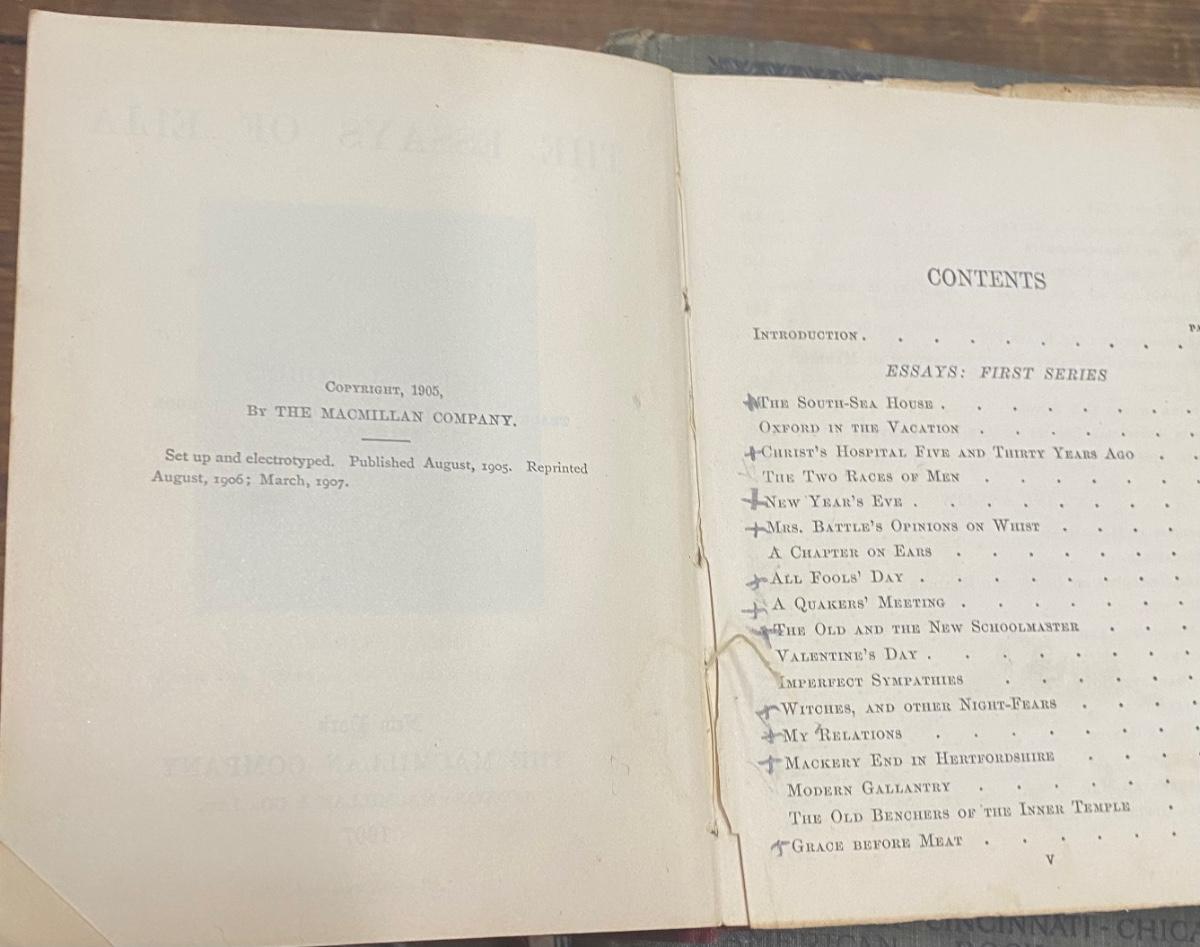 COPYRIGHT, 1905,
BY THE MACMILLAN COMPANY.
Set up and electrotyped. Published August, 1905. Reprinted
August, 1906; March, 1907.
CONTENTS
INTRODUCTION . . . . . . . . . .
ESSAYS: FIRST SERIES
THE SOUTH-SEA HOUSE . . . . . . . .
OXFORD IN THE VACATION . . . . . . .
CHRIST'S HOSPITAL FIVE AND THIRTY YEARS AGO . .
THE TWO RACES OF MEN . . . . . . .
NEW YEAR'S EVE . . . . . . . .
MRS. BATTLE'S OPINIONS ON WHIST . . . .
A CHAPTER ON EARS . . . . . . .
ALL FOOLS' DAY . . . . . . . .
A QUAKERS' MEETING . . . . . . .
THE OLD AND THE NEW SCHOOLMASTER . . .
VALENTINE'S DAY . . . . . . . .
IMPERFECT SYMPATHIES . . . . . .
WITCHES, AND OTHER NIGHT-FEARS . . . .
MY RELATIONS . . . . . . . .
MACKERY END IN HERTFORDSHIRE . . .
MODERN GALLANTRY . . . . . .
THE OLD BENCHERS OF THE INNER TEMPLE .
GRACE BEFORE MEAT . . . . . .
V
CINCINNATI - CHIC
AMERICAN